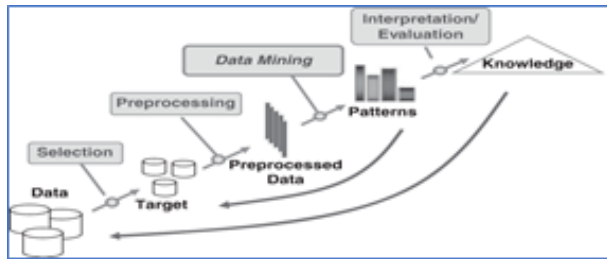 Interpretation/
Evaluation
Data Mining
Knowledge
Preprocessing
Patterns
Selection
Preprocessed
Data
Data
Target